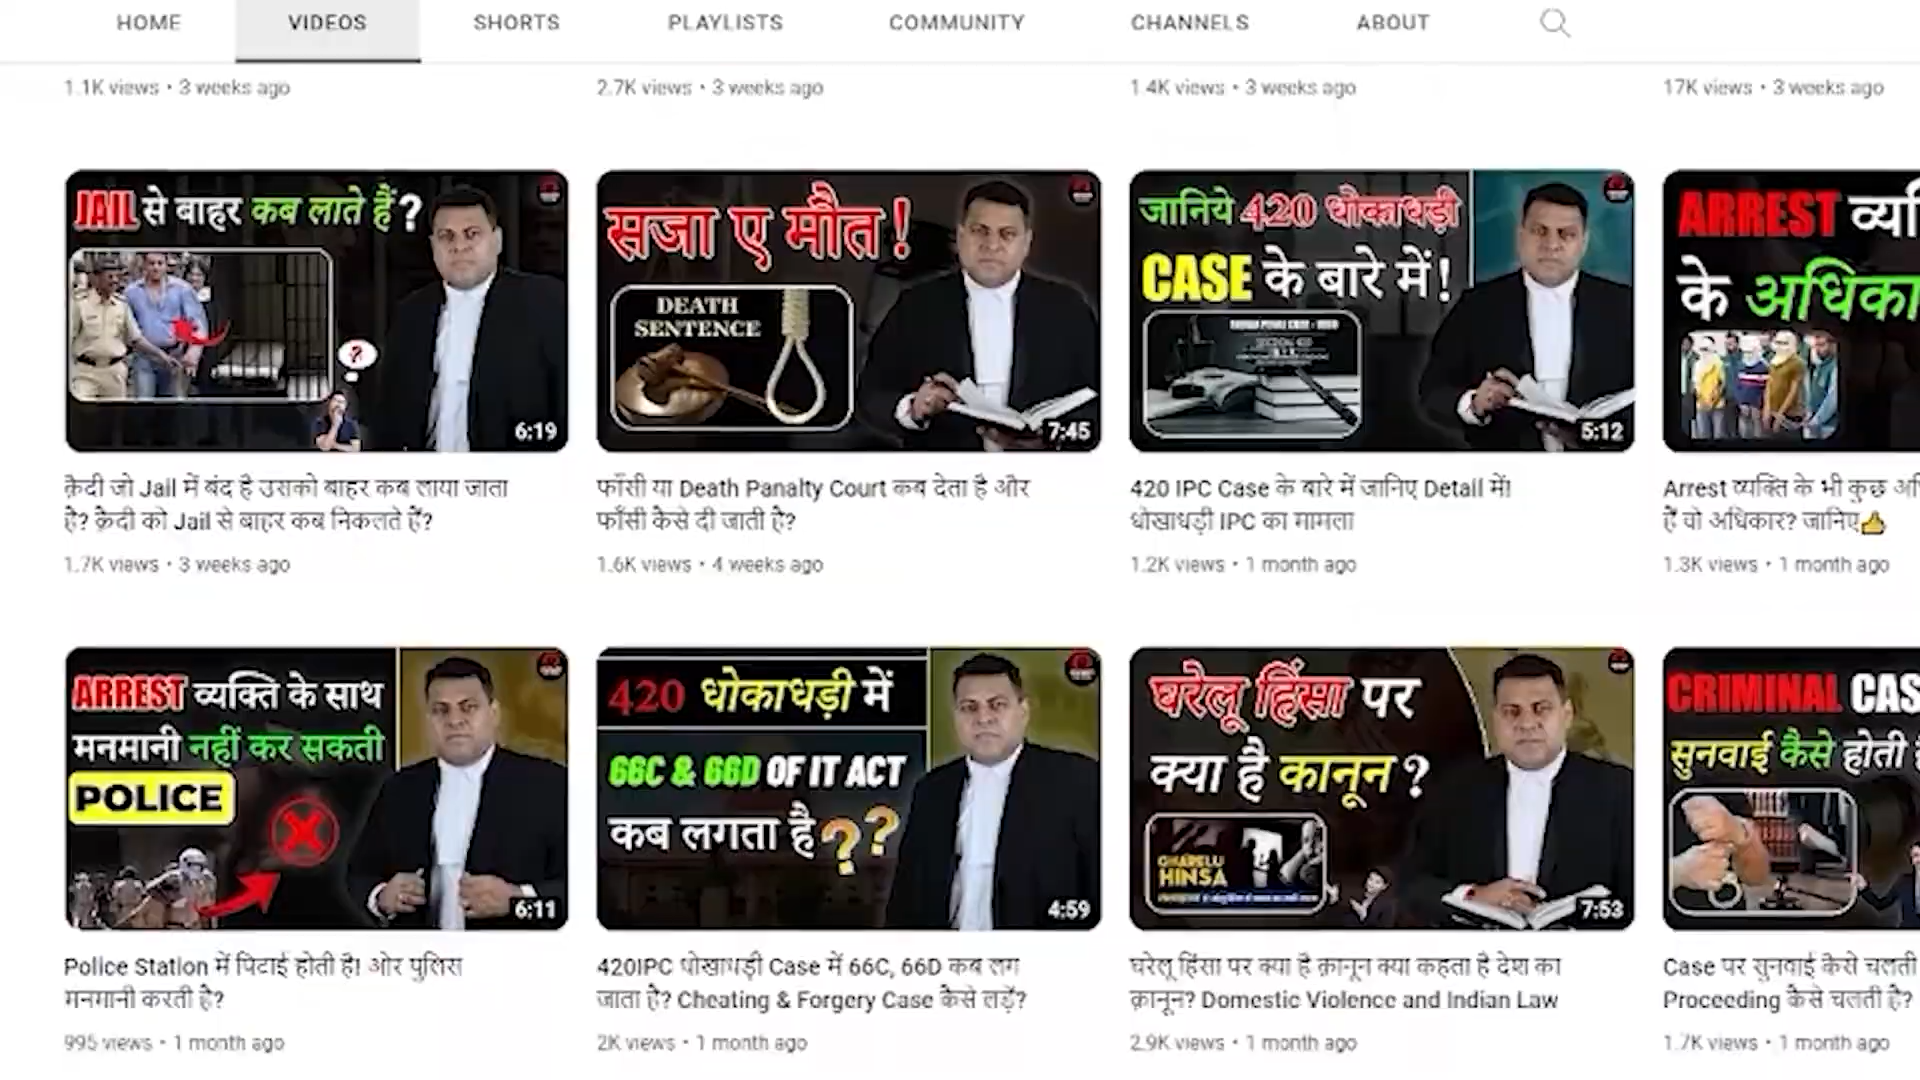 HOME VIDEOS SHORTS PLAYLISTS COMMUNITY CHANNELS ABOUT
1.1K views • 3 weeks ago
2.7K views • 3 weeks ago
1.4K views • 3 weeks ago
17K views • 3 weeks ago
JAIL से बाहर कब लाते हैं?
?
6:19
क़ैदी जो Jail में बंद है उसको बाहर कब लाया जाता
है? क़ैदी को Jail से बाहर कब निकलते हैं?
1.7K views • 3 weeks ago
सजा ए मौत!
DEATH
SENTENCE
7:45
फाँसी या Death Panalty Court कब देता है और
फाँसी कैसे दी जाती है?
1.6K views • 4 weeks ago
जानिये 420 धोकाधड़ी
CASE के बारे में!
5:12
420 IPC Case के बारे में जानिए Detail में!
धोखाधड़ी IPC का मामला
1.2K views • 1 month ago
ARREST
के
Arrest व्यक्ति के भी कुछ
हैं वो अधिकार? जानिए👍
1.3K views • 1 month ago
ARREST व्यक्ति के साथ
मनमानी नहीं कर सकती
POLICE
6:11
Police Station में पिटाई होती है! ओर पुलिस
मनमानी करती है?
995 views • 1 month ago
420 धोकाधड़ी में
66C & 66D OF IT ACT
कब लगता है??
4:59
420IPC धोखाधड़ी Case में 66C, 66D कब लग
जाता है? Cheating & Forgery Case कैसे लड़ें?
2K views • 1 month ago
घरेलू हिंसा पर
क्या है कानून?
GHARELU
HINSA
7:53
घरेलू हिंसा पर क्या है क़ानून क्या कहता है देश का
क़ानून? Domestic Violence and Indian Law
2.9K views • 1 month ago
CRIMINAL CAS
सुनवाई कैसे होती
Case पर सुनवाई कैसे चलती
Proceeding कैसे चलती है?
1.7K views • 1 month ago